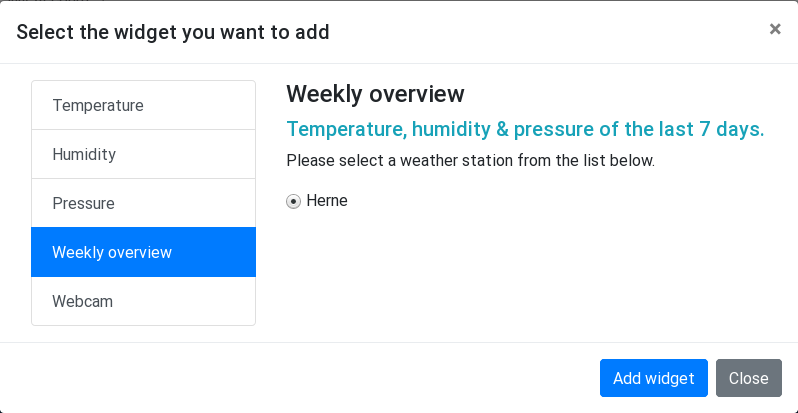 Select the widget you want to add
×
Temperature
Humidity
Pressure
Weekly overview
Webcam
Weekly overview
Temperature, humidity & pressure of the last 7 days.
Please select a weather station from the list below.
Herne
Add widget
Close